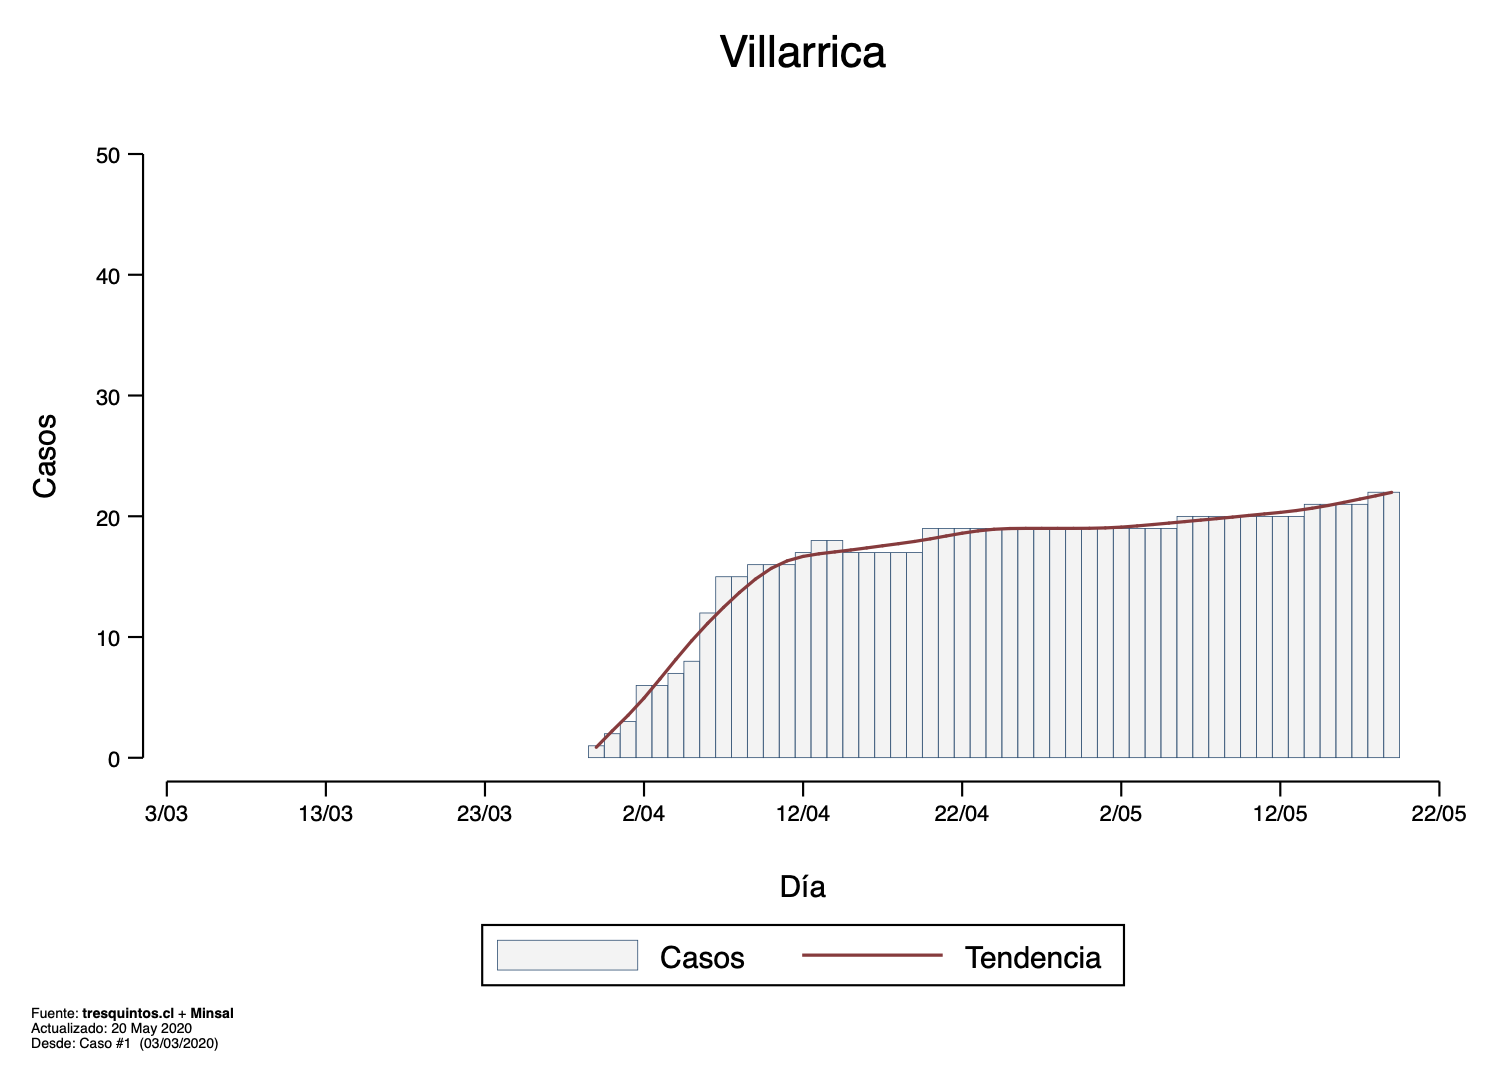 Villarrica
50
40
30
20
10
0
Casos
3/03 13/03 23/03 2/04 12/04 22/04 2/05 12/05 22/05
Día
Casos Tendencia
Fuente: tresquintos.cl + Minsal
Actualizado: 20 May 2020
Desde: Caso #1 (03/03/2020)